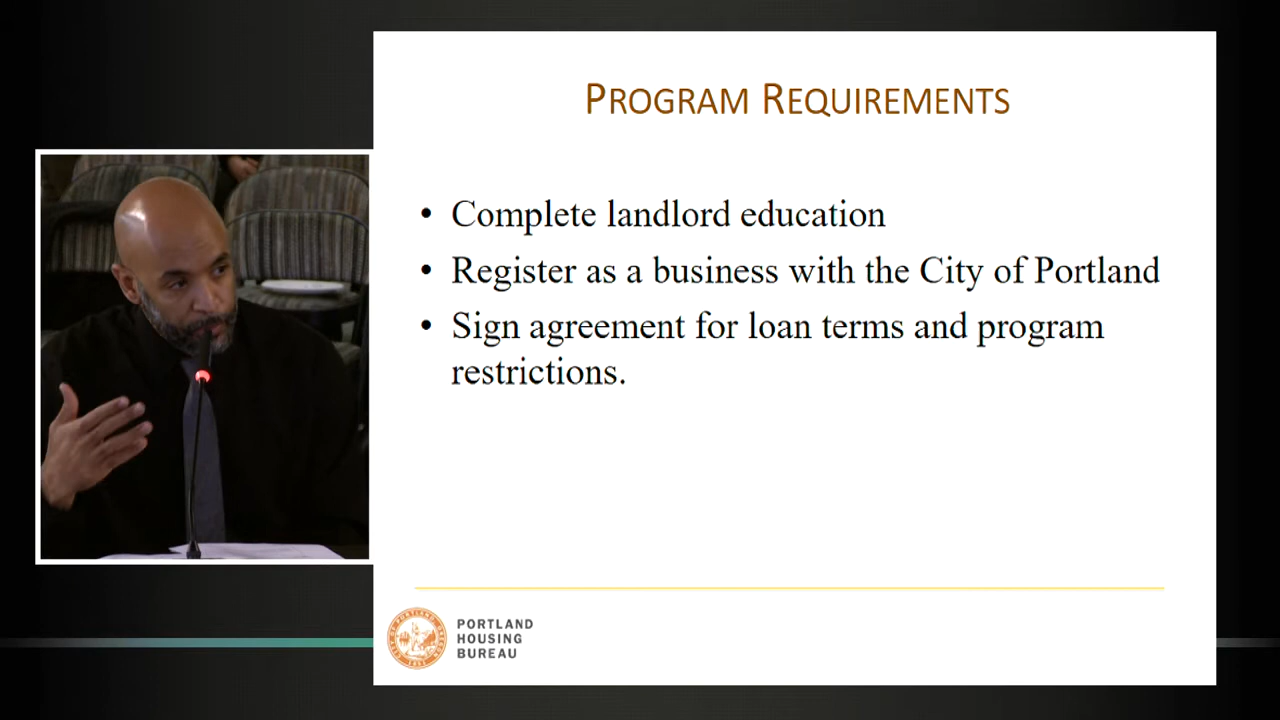 PROGRAM REQUIREMENTS
• Complete landlord education
• Register as a business with the City of Portland
• Sign agreement for loan terms and program
restrictions.
PORTLAND
HOUSING
BUREAU